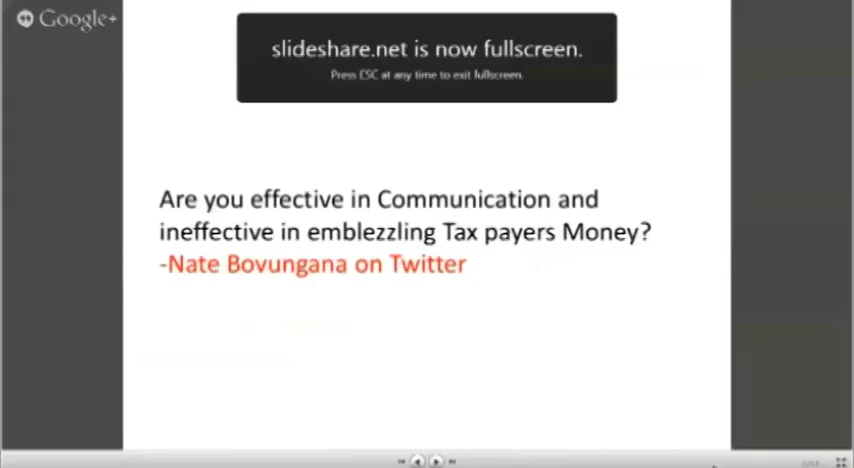 Google+
slideshare.net is now fullscreen.
Press ESC at any time to exit fullscreen.
Are you effective in Communication and
ineffective in emblezzling Tax payers Money?
-Nate Bovungana on Twitter